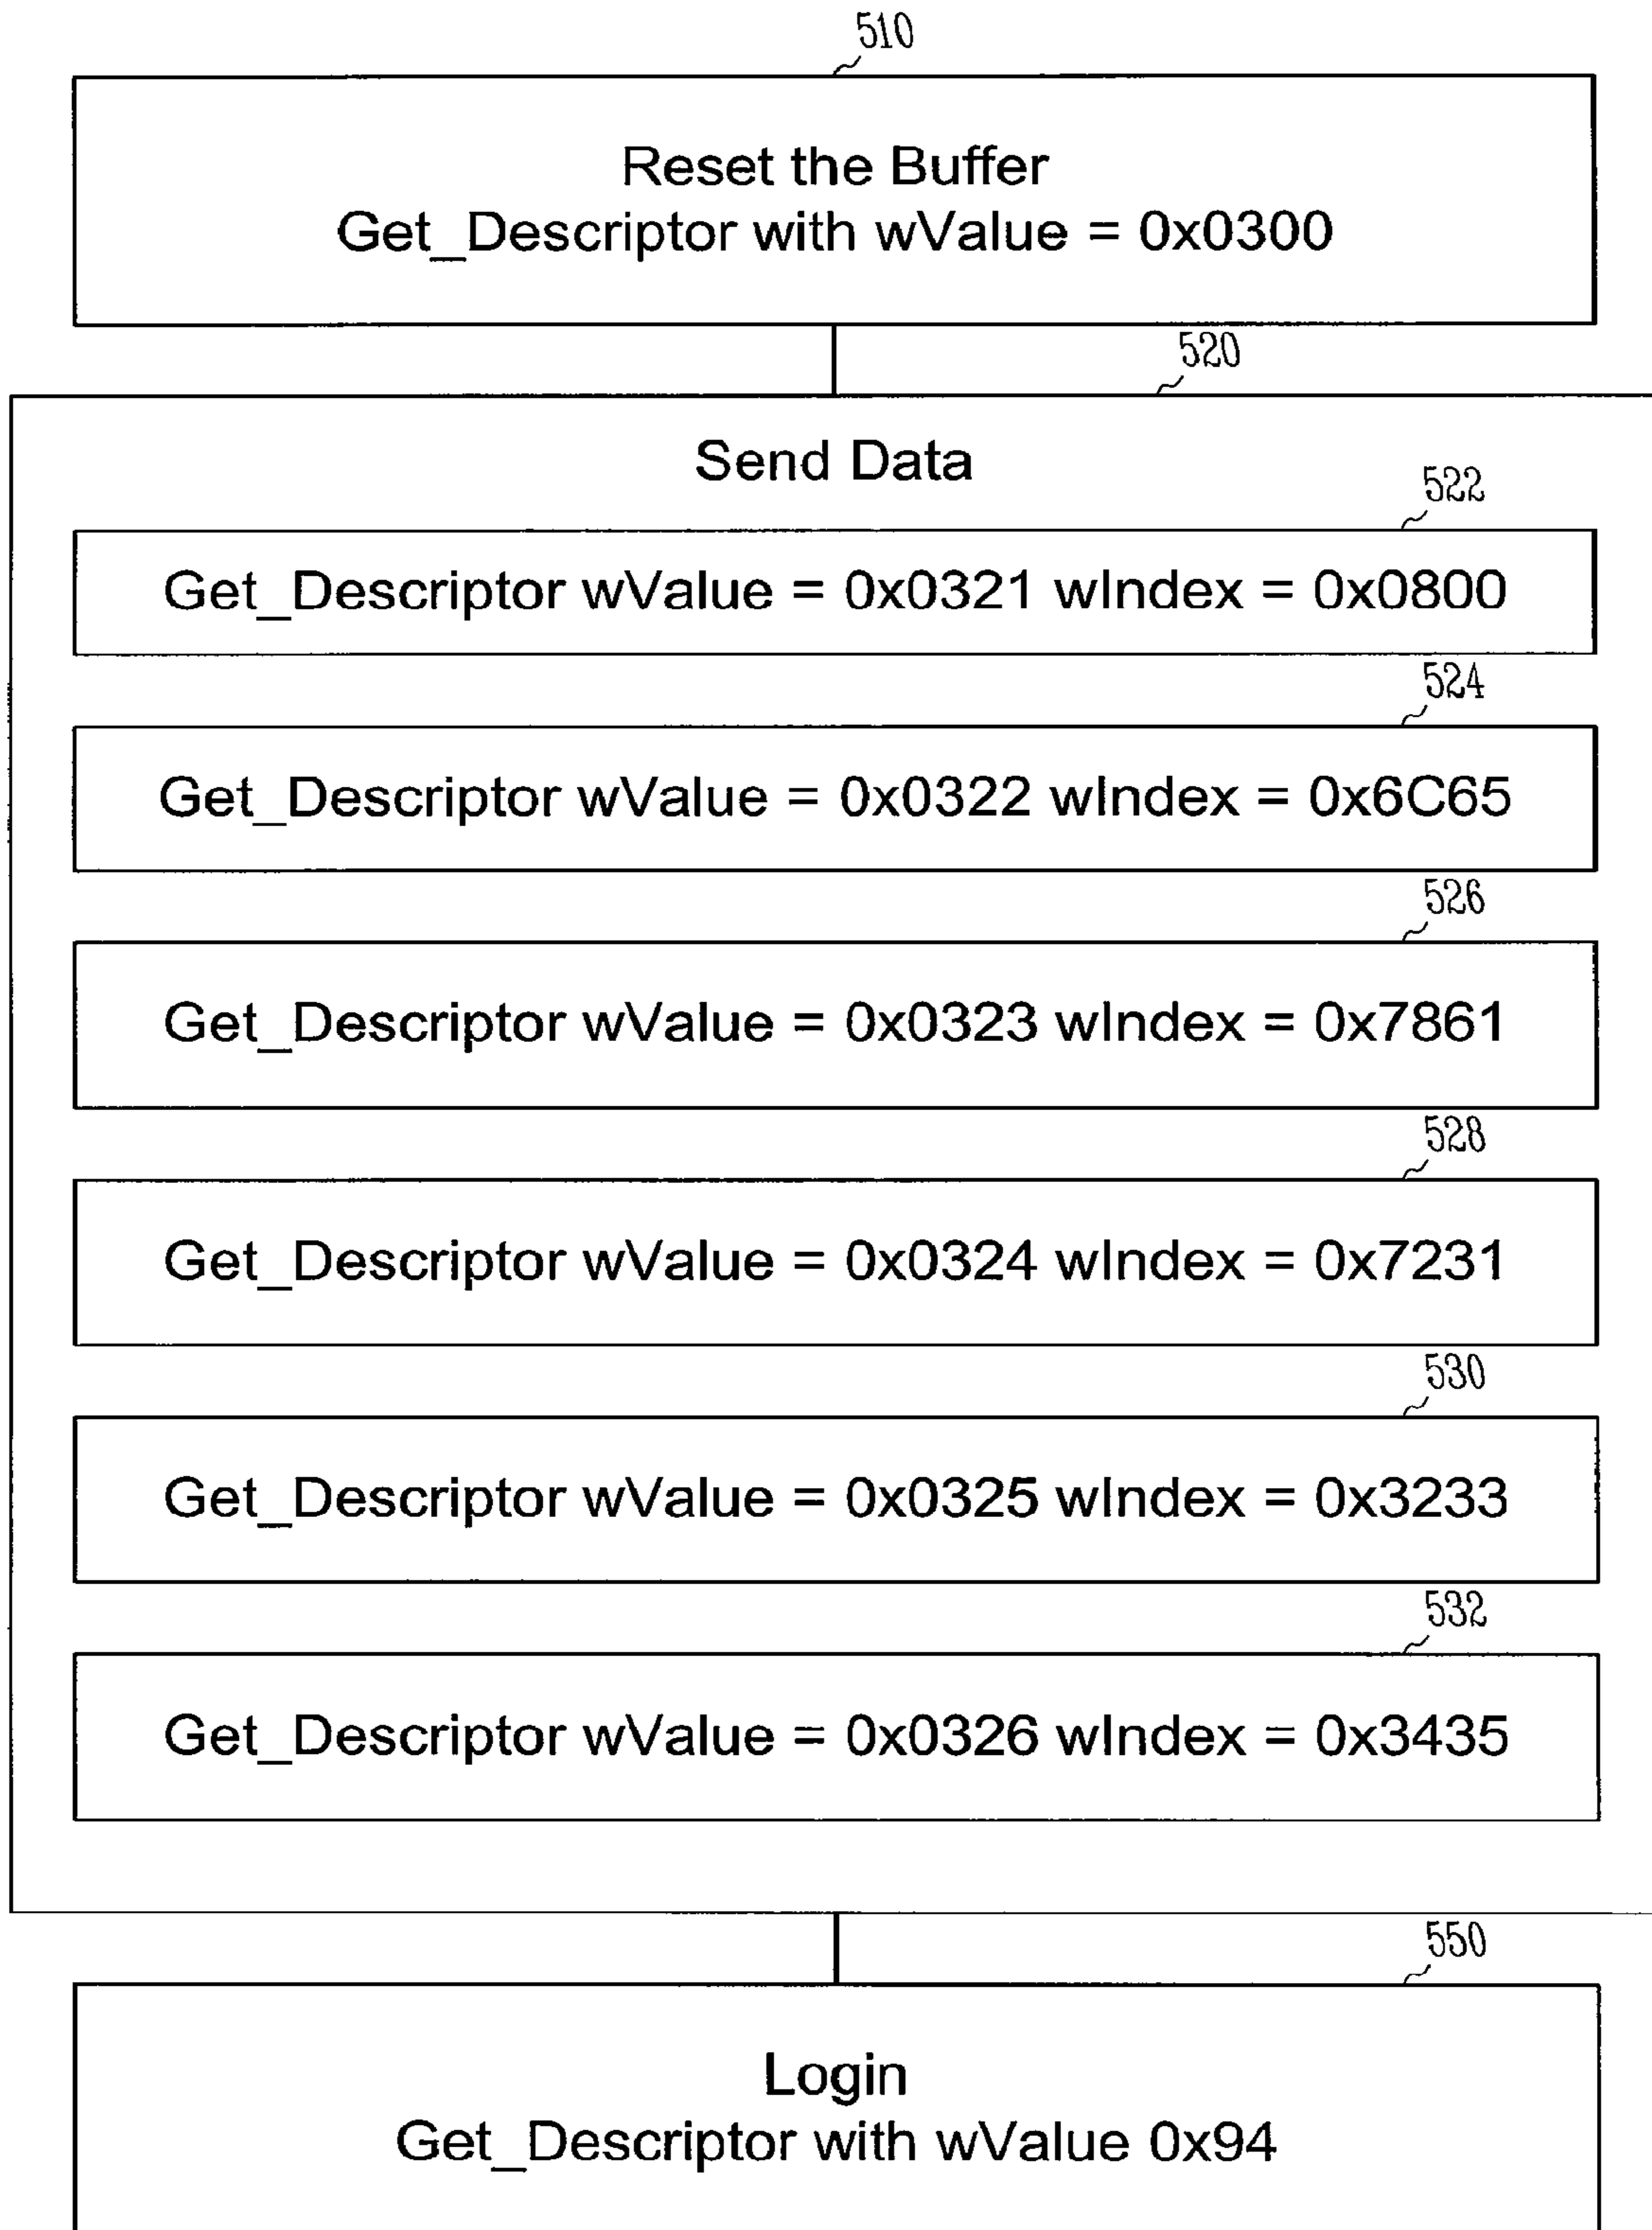 510
Reset the Buffer
Get_Descriptor with wValue = 0x0300
520
Send Data
522
Get_Descriptor wValue = 0x0321 wIndex = 0x0800
524
Get_Descriptor wValue = 0x0322 wIndex = 0x6C65
526
Get_Descriptor wValue = 0x0323 wIndex = 0x7861
528
Get_Descriptor wValue = 0x0324 wIndex = 0x7231
530
Get_Descriptor wValue = 0x0325 wIndex = 0x3233
532
Get_Descriptor wValue = 0x0326 wIndex = 0x3435
550
Login
Get_Descriptor with wValue 0x94